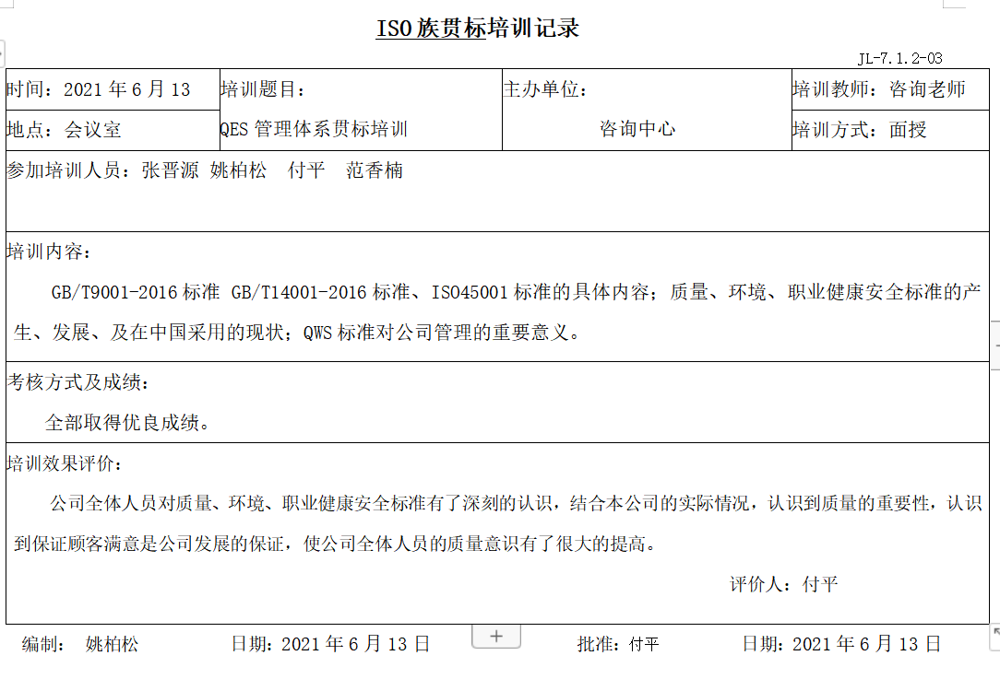 ISO 族贯标培训记录
JL-7.1.2-03
时间：2021 年 6 月 13
培训题目：
主办单位：
培训教师：咨询老师
地点：会议室
QES 管理体系贯标培训
咨询中心
培训方式：面授
参加培训人员：张晋源 姚柏松 付平 范香楠
培训内容：
GB/T9001-2016 标准 GB/T14001-2016 标准、ISO45001 标准的具体内容；质量、环境、职业健康安全标准的产
生、发展、及在中国采用的现状；QWS 标准对公司管理的重要意义。
考核方式及成绩：
全部取得优良成绩。
培训效果评价：
公司全体人员对质量、环境、职业健康安全标准有了深刻的认识，结合本公司的实际情况，认识到质量的重要性，认识
到保证顾客满意是公司发展的保证，使公司全体人员的质量意识有了很大的提高。
评价人：付平
编制： 姚柏松 日期：2021 年 6 月 13 日 批准：付平 日期：2021 年 6 月 13 日